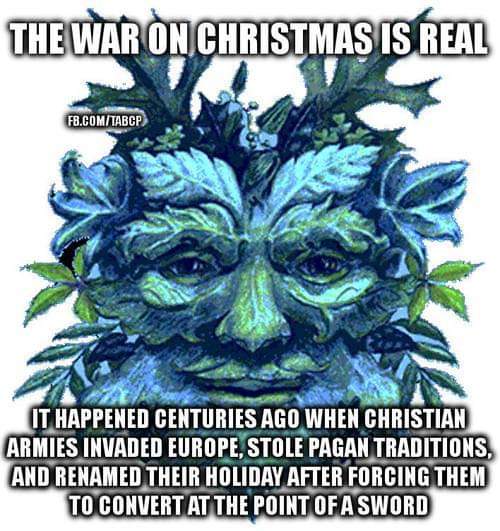 THE WAR ON CHRISTMAS IS REAL
FB.COM/TABCP
IT HAPPENED CENTURIES AGO WHEN CHRISTIAN
ARMIES INVADED EUROPE, STOLE PAGAN TRADITIONS,
AND RENAMED THEIR HOLIDAY AFTER FORCING THEM
TO CONVERT AT THE POINT OF A SWORD